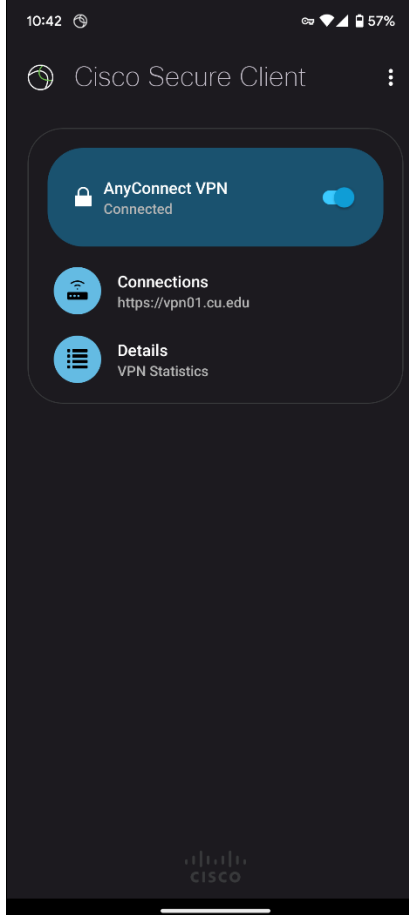 10:42 57%
Cisco Secure Client
AnyConnect VPN
Connected
Connections
https://vpn01.cu.edu
Details
VPN Statistics
CISCO